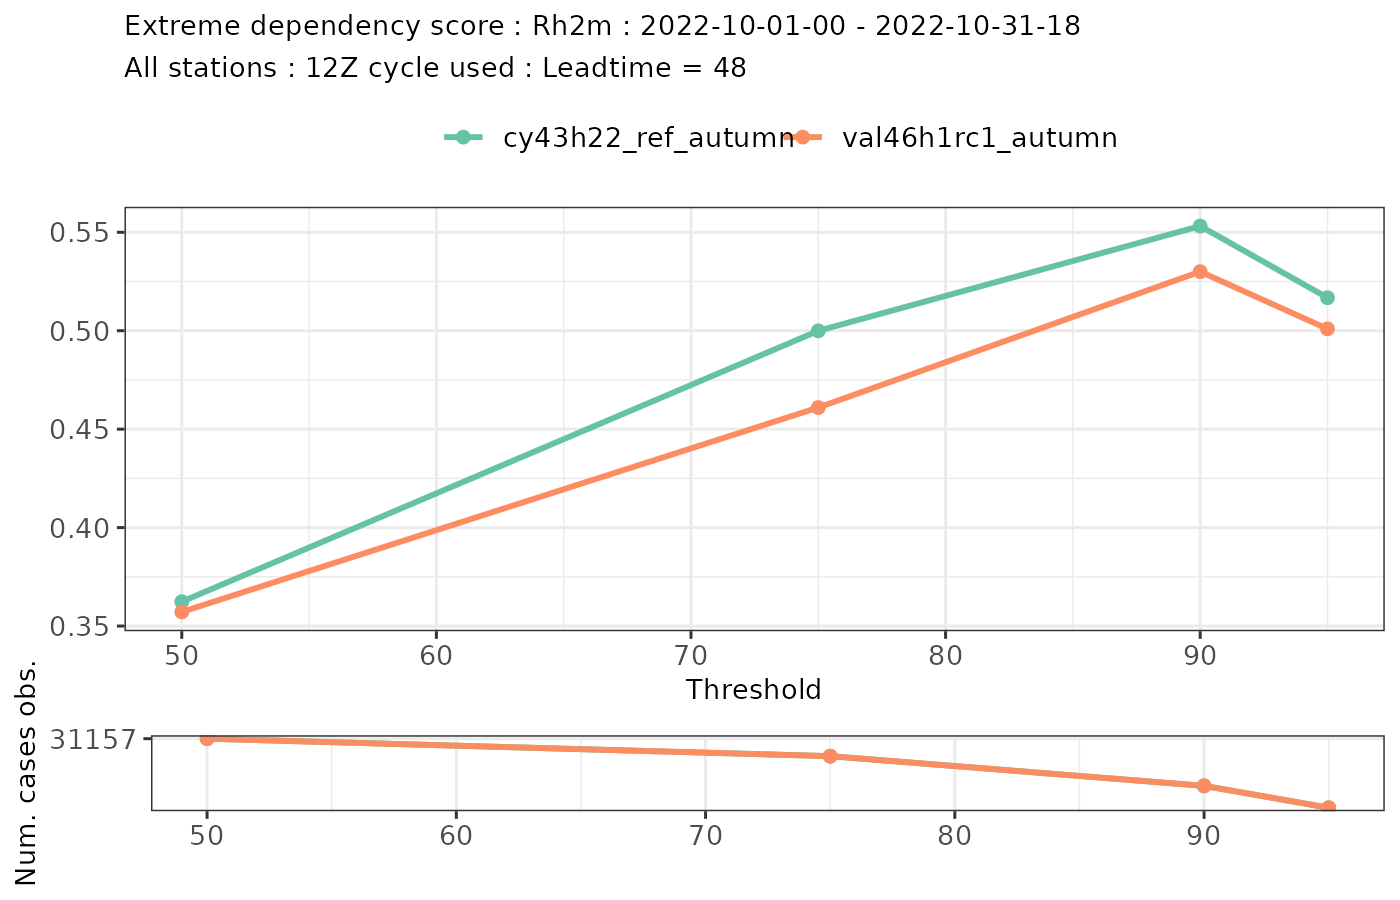 Extreme dependency score : Rh2m : 2022-10-01-00 - 2022-10-31-18
All stations : 12Z cycle used : Leadtime = 48
cy43h22_ref_autumn val46h1rc1_autumn
0.55
0.50
0.45
0.40
0.35
50 60 70 80 90
Threshold
Num. cases obs.
31157
50 60 70 80 90